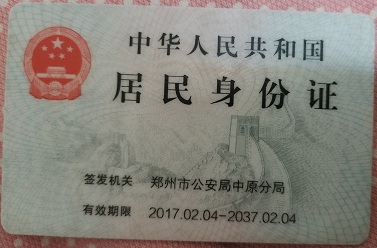 中华人民共和国
居民身份证
签发机关 郑州市公安局中原分局
有效期限 2017.02.04-2037.02.04